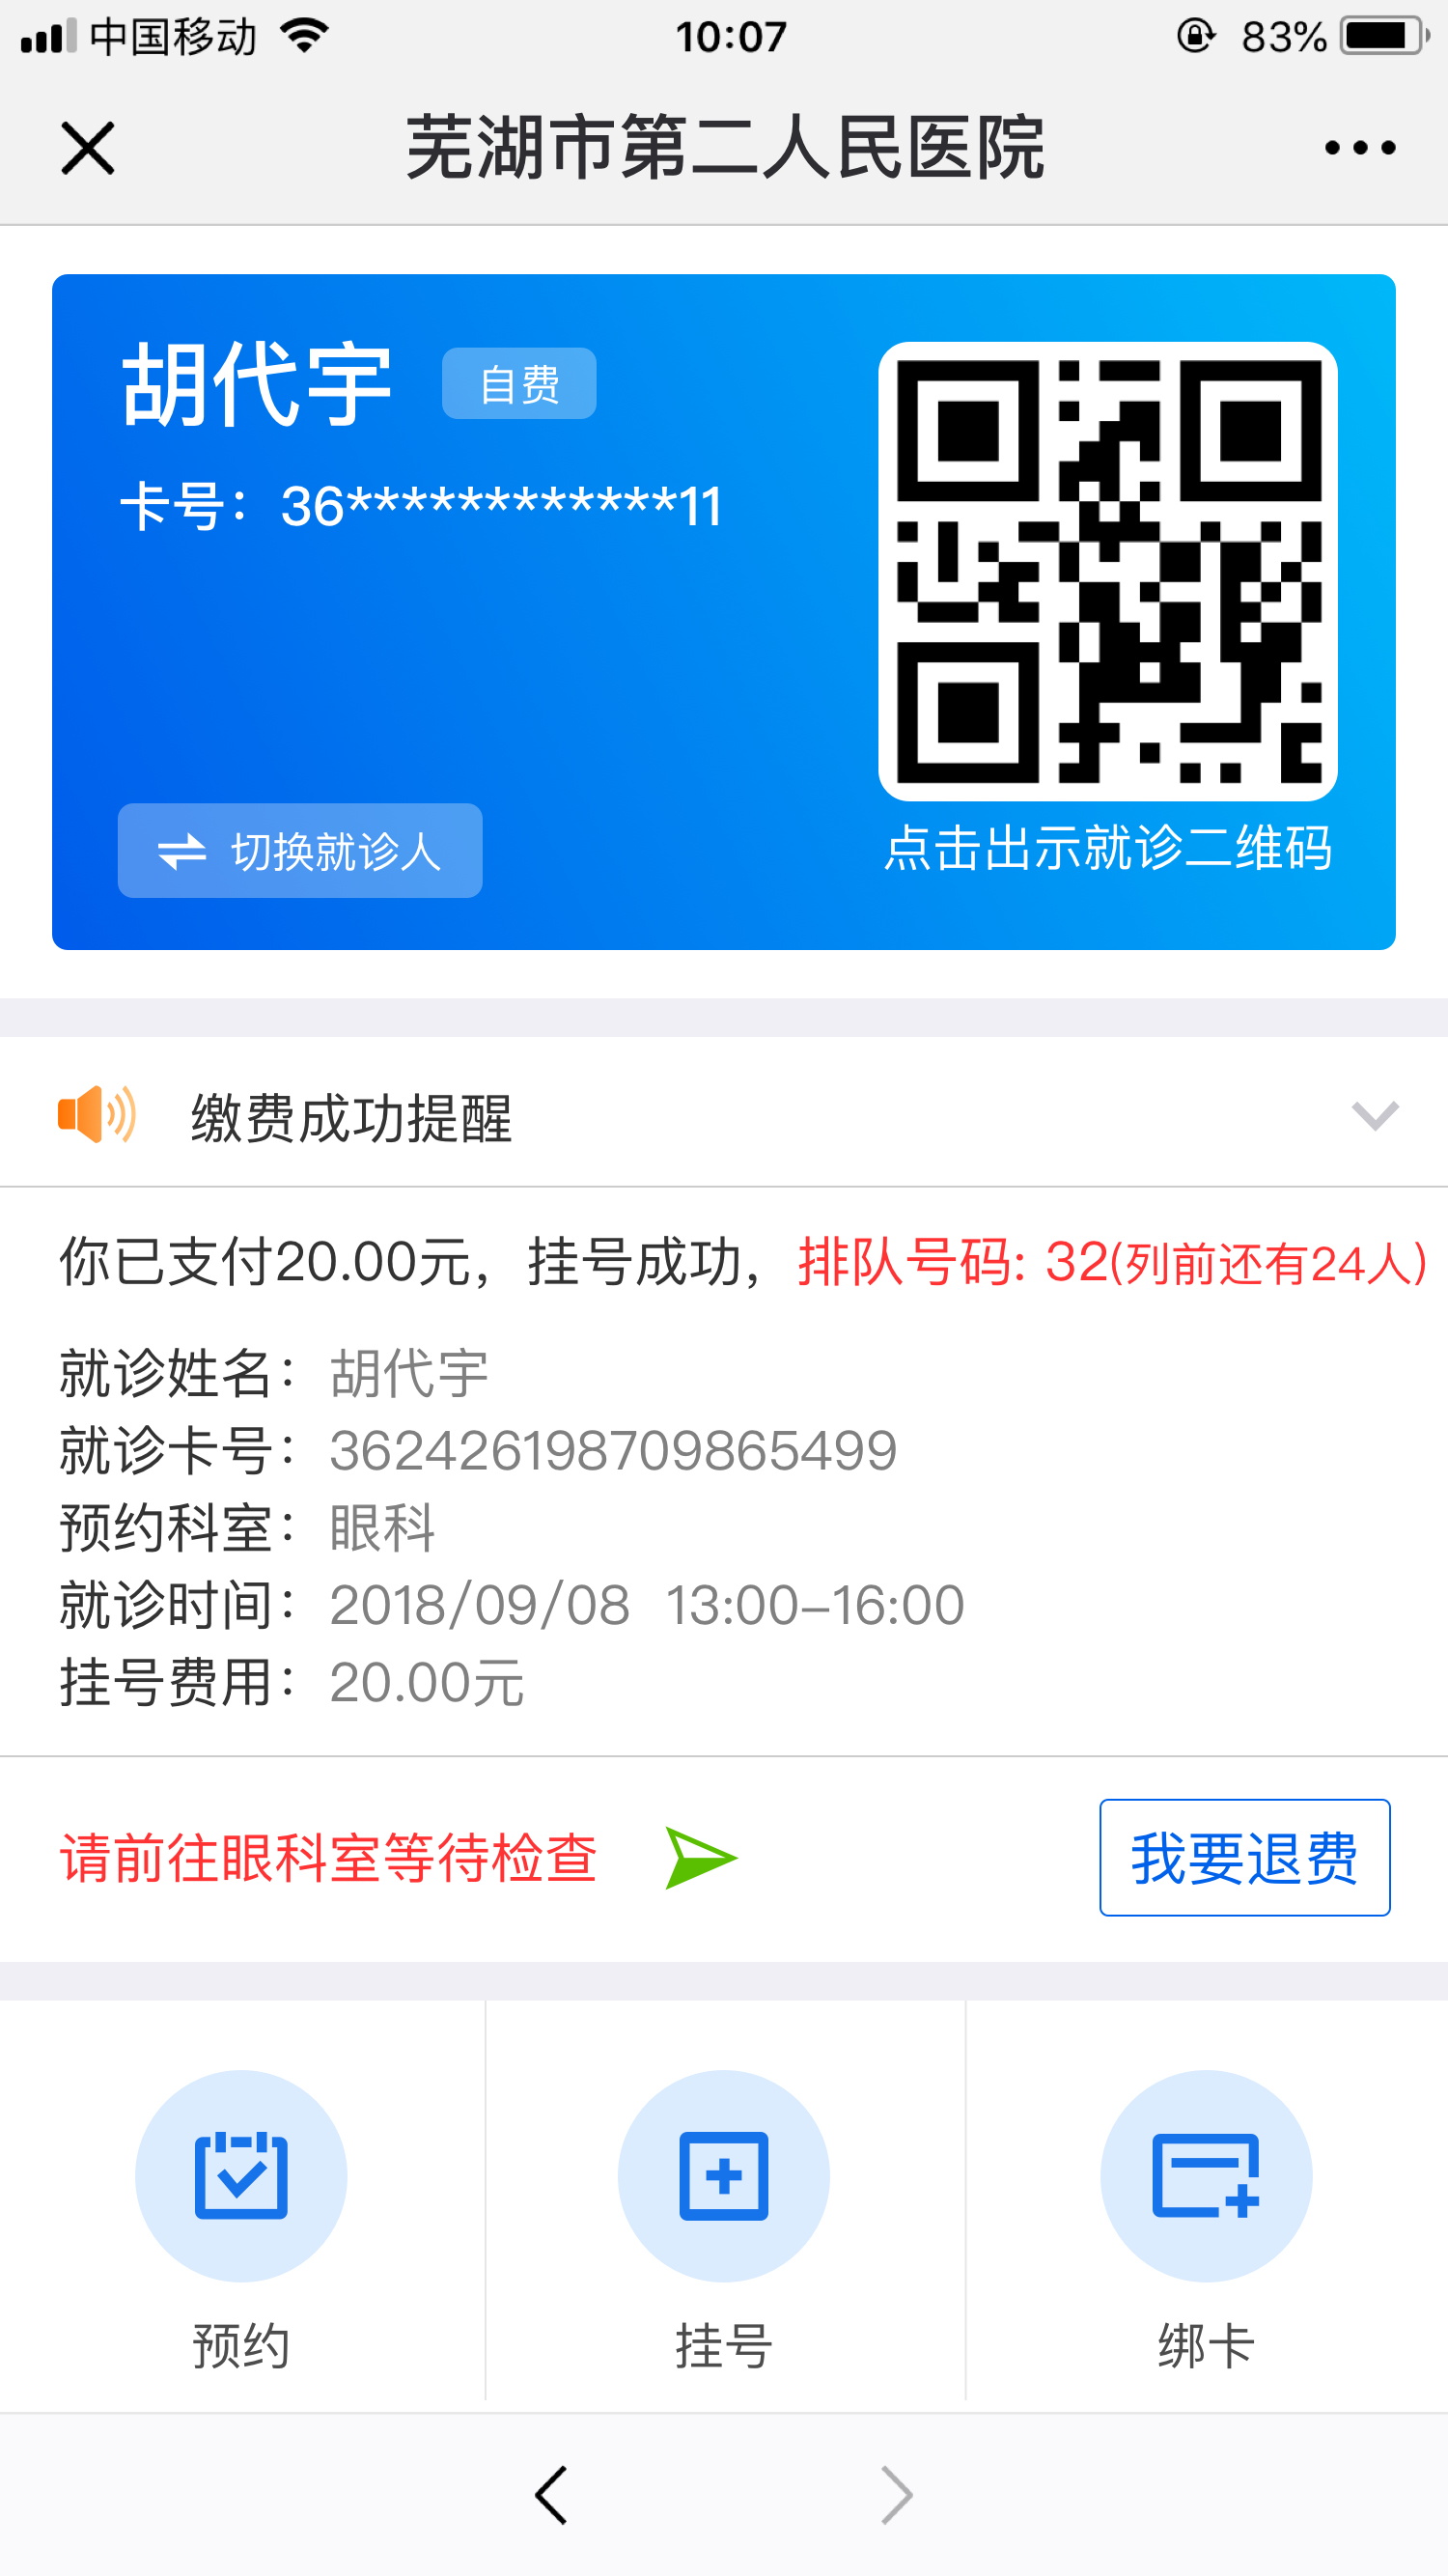 中国移动 10:07 83%
芜湖市第二人民医院
胡代宇 自费
卡号：36************11
切换就诊人
点击出示就诊二维码
缴费成功提醒
你已支付20.00元，挂号成功，排队号码: 32(列前还有24人)
就诊姓名：胡代宇
就诊卡号：362426198709865499
预约科室：眼科
就诊时间：2018/09/08 13:00-16:00
挂号费用：20.00元
请前往眼科室等待检查 我要退费
预约 挂号 绑卡